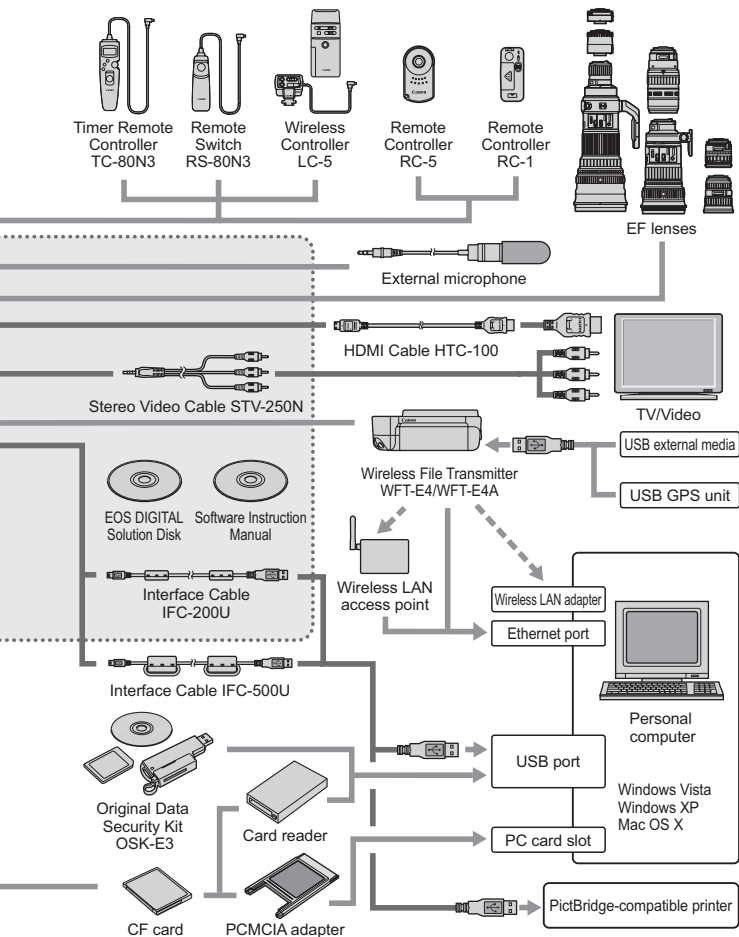 Timer Remote
Controller
TC-80N3
Remote
Switch
RS-80N3
Wireless
Controller
LC-5
Canon
Remote
Controller
RC-5
Remote
Controller
RC-1
EF lenses
External microphone
HDMI Cable HTC-100
Stereo Video Cable STV-250N
TV/Video
Canon
Wireless File Transmitter
WFT-E4/WFT-E4A
USB external media
USB GPS unit
EOS DIGITAL
Solution Disk
Software Instruction
Manual
Interface Cable
IFC-200U
Wireless LAN
access point
Wireless LAN adapter
Ethernet port
Interface Cable IFC-500U
Personal
computer
USB port
Windows Vista
Windows XP
Mac OS X
Original Data
Security Kit
OSK-E3
Card reader
PC card slot
CF card
PCMCIA adapter
PictBridge-compatible printer